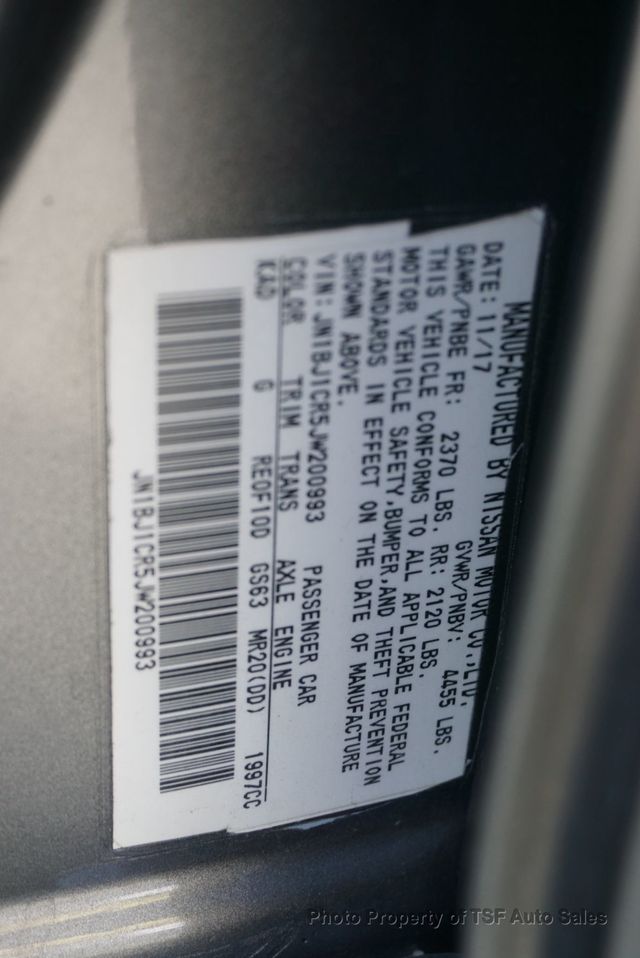 MANUFACTURED BY NISSAN MOTOR CO.,LTD.
DATE: 11/17 GVWR/PNBV: 4455 LBS.
GAWR/PNBE FR: 2370 LBS. RR: 2120 LBS.
THIS VEHICLE CONFORMS TO ALL APPLICABLE FEDERAL
MOTOR VEHICLE SAFETY,BUMPER,AND THEFT PREVENTION
STANDARDS IN EFFECT ON THE DATE OF MANUFACTURE
SHOWN ABOVE.
VIN: JN1BJ1CR5JW200993 PASSENGER CAR
COLOR TRIM TRANS AXLE ENGINE
KAD G RE0F10D GS63 MR20(DD) 1997CC
JN1BJ1CR5JW200993
Photo Property of TSF Auto Sales